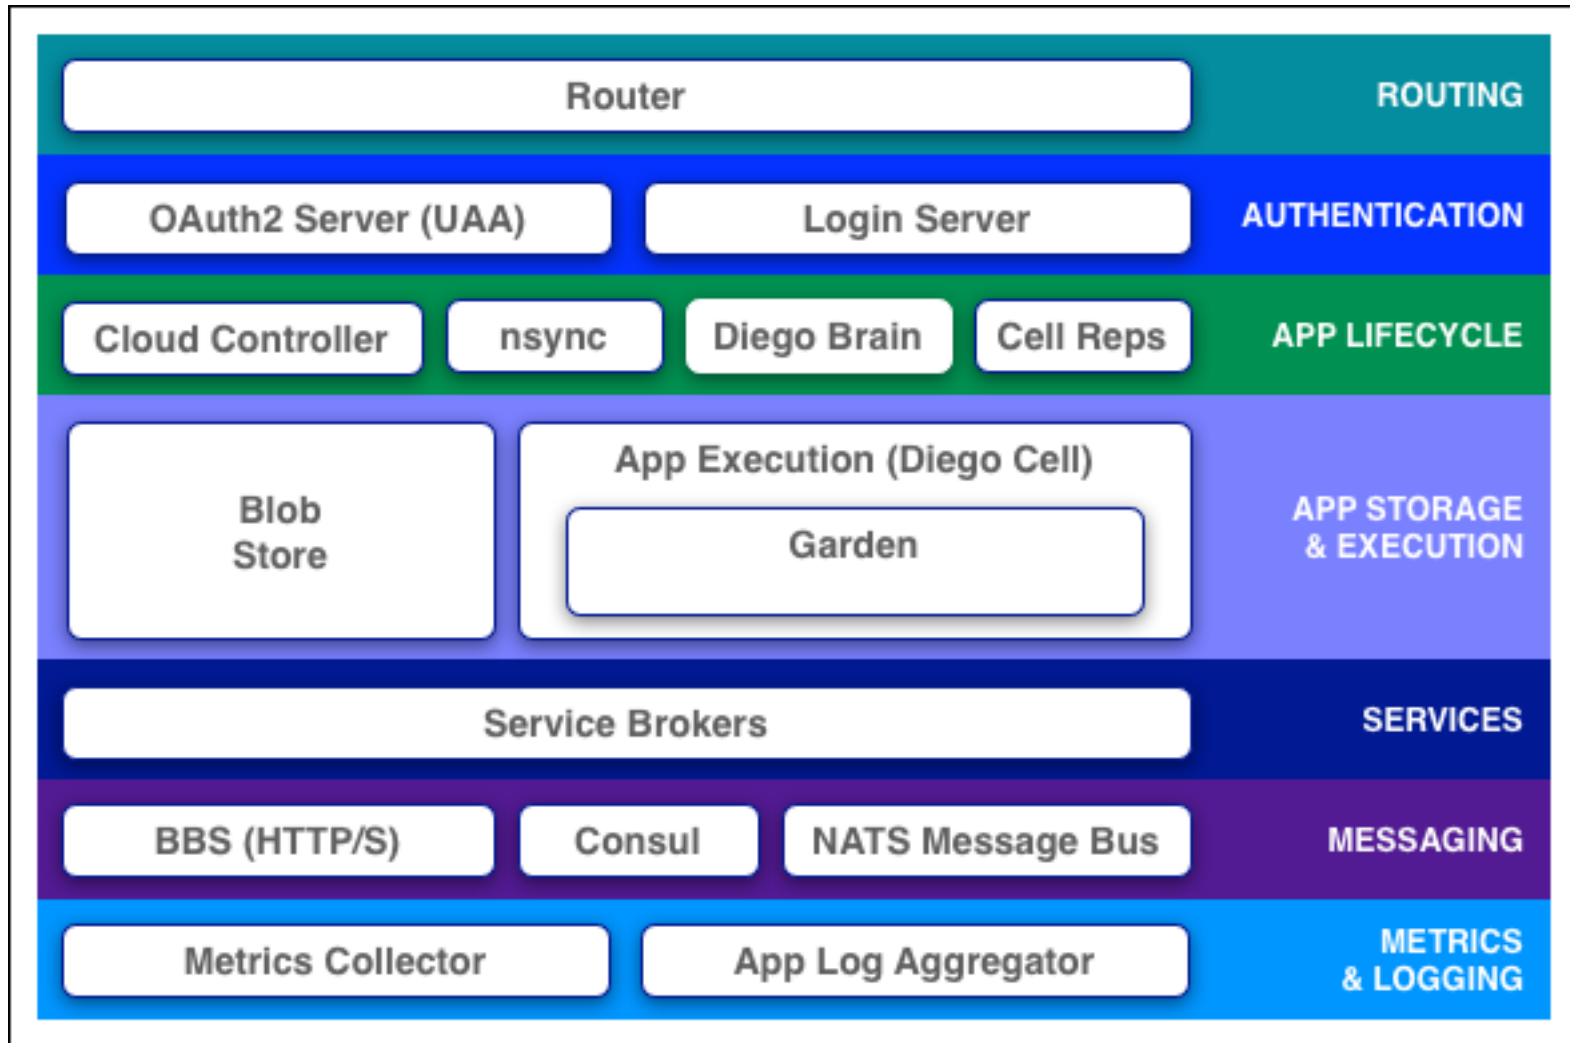 Router
ROUTING
OAuth2 Server (UAA)
Login Server
AUTHENTICATION
Cloud Controller
nsync
Diego Brain
Cell Reps
APP LIFECYCLE
Blob
Store
App Execution (Diego Cell)
Garden
APP STORAGE
& EXECUTION
Service Brokers
SERVICES
BBS (HTTP/S)
Consul
NATS Message Bus
MESSAGING
Metrics Collector
App Log Aggregator
METRICS
& LOGGING